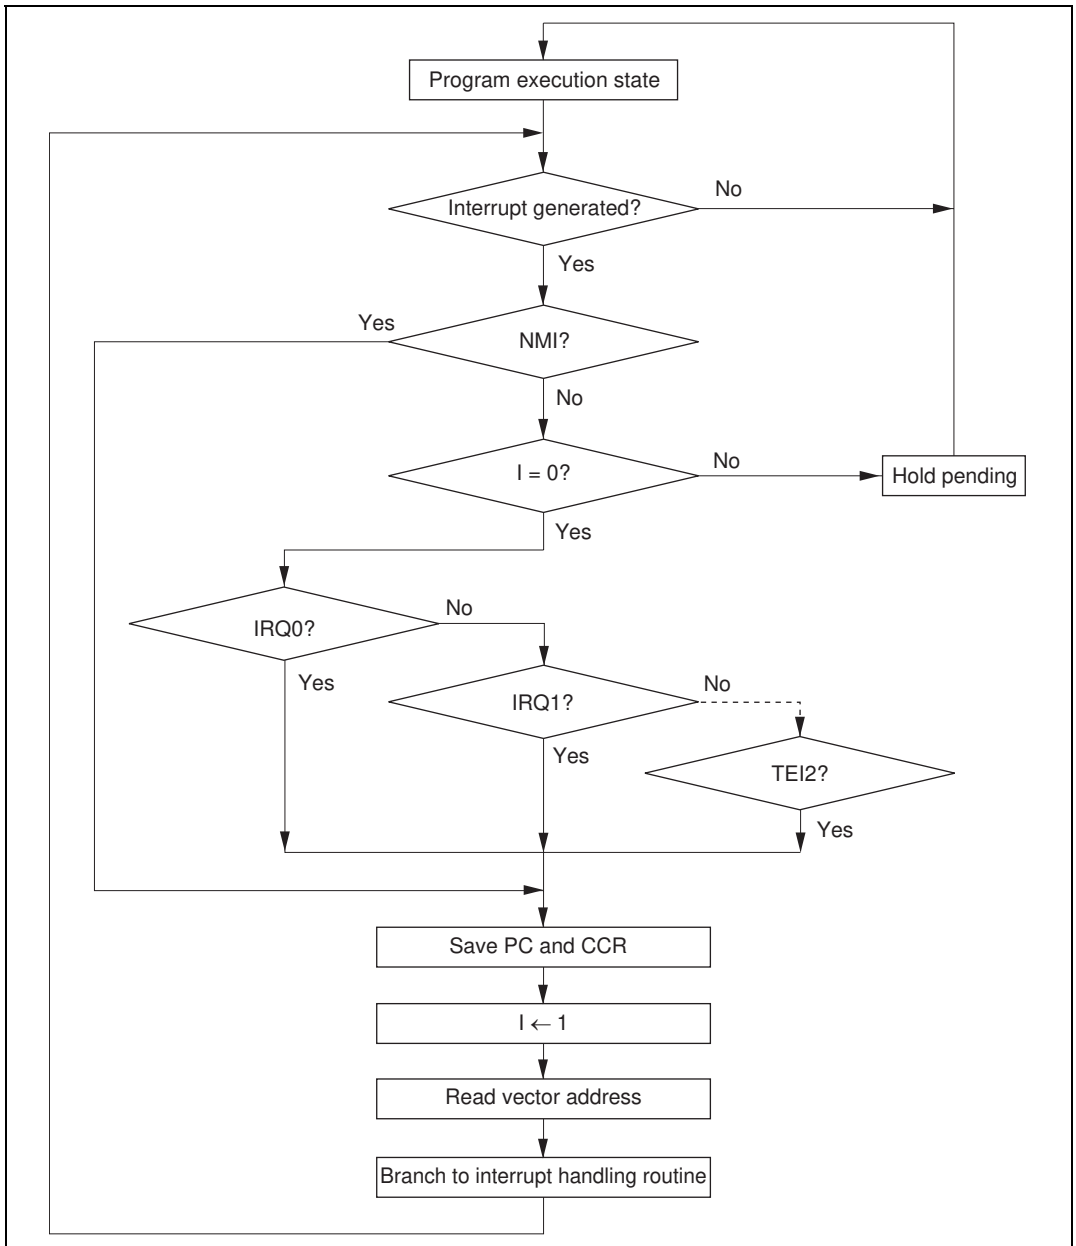 Program execution state
Interrupt generated?
No
Yes
NMI?
Yes
No
I = 0?
No
Hold pending
Yes
IRQ0?
No
Yes
IRQ1?
No
Yes
TEI2?
Yes
Save PC and CCR
I ← 1
Read vector address
Branch to interrupt handling routine